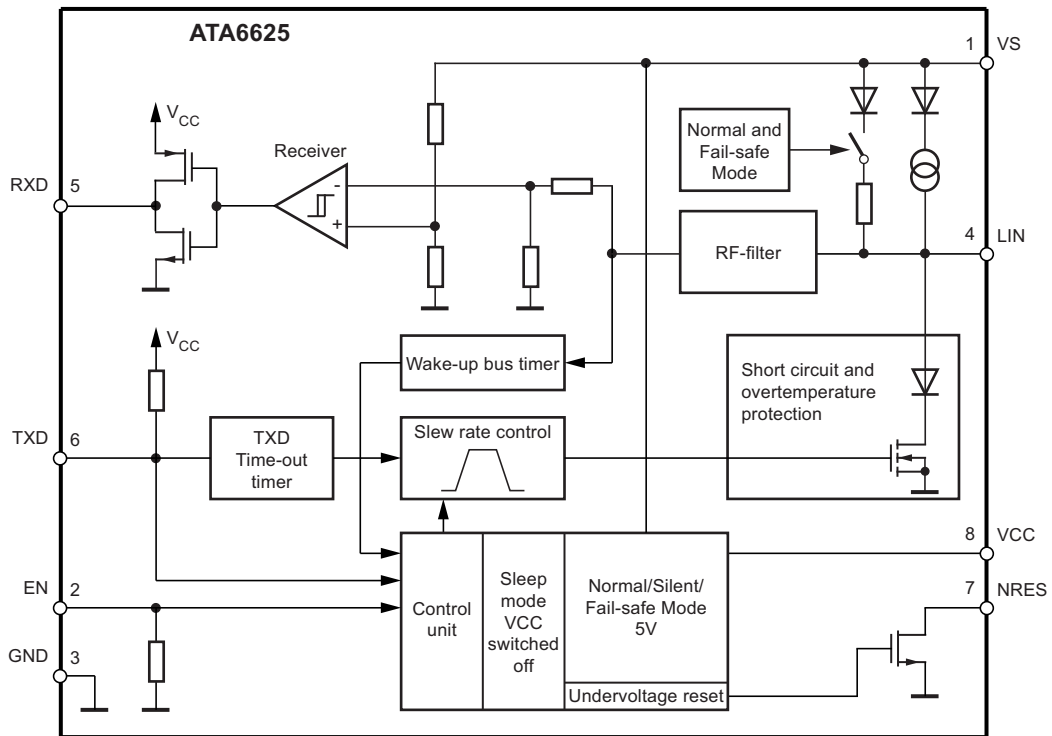 ATA6625
1
VS
VCC
Receiver
Normal and
Fail-safe
Mode
RXD
5
-
+
4
LIN
RF-filter
VCC
Wake-up bus timer
Short circuit and
overtemperature
protection
TXD
6
TXD
Time-out
timer
Slew rate control
8
VCC
EN
2
7
NRES
Control
unit
Sleep
mode
VCC
switched
off
Normal/Silent/
Fail-safe Mode
5V
GND
3
Undervoltage reset